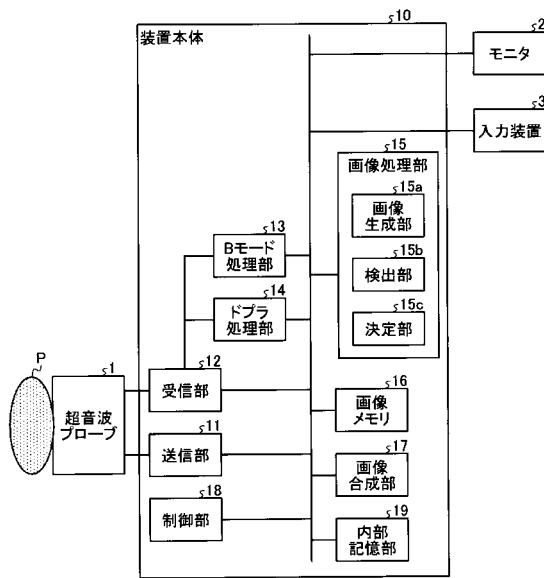 10
装置本体
2
モニタ
3
入力装置
15
画像処理部
15a
画像
生成部
15b
検出部
15c
決定部
13
Bモード
処理部
14
ドプラ
処理部
P
1
超音波
プローブ
12
受信部
11
送信部
18
制御部
16
画像
メモリ
17
画像
合成部
19
内部
記憶部